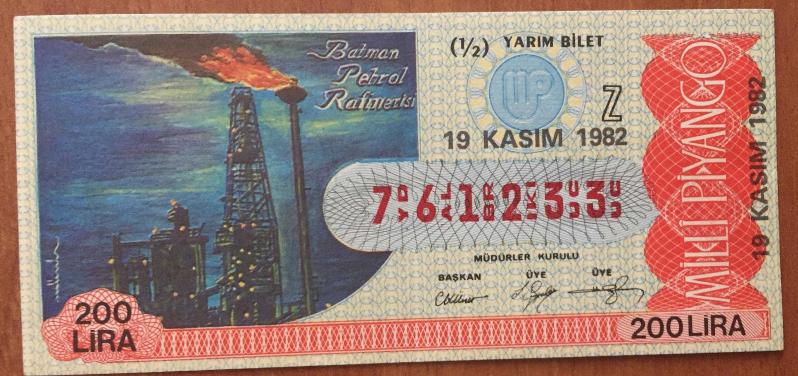 Batman
Petrol
Rafinerisi
(1/2) YARIM BİLET
MP
Z
19 KASIM 1982
7 6 1 2 3 3
MÜDÜRLER KURULU
BAŞKAN ÜYE ÜYE
MİLLİ PİYANGO
19 KASIM 1982
200
LİRA
200 LİRA